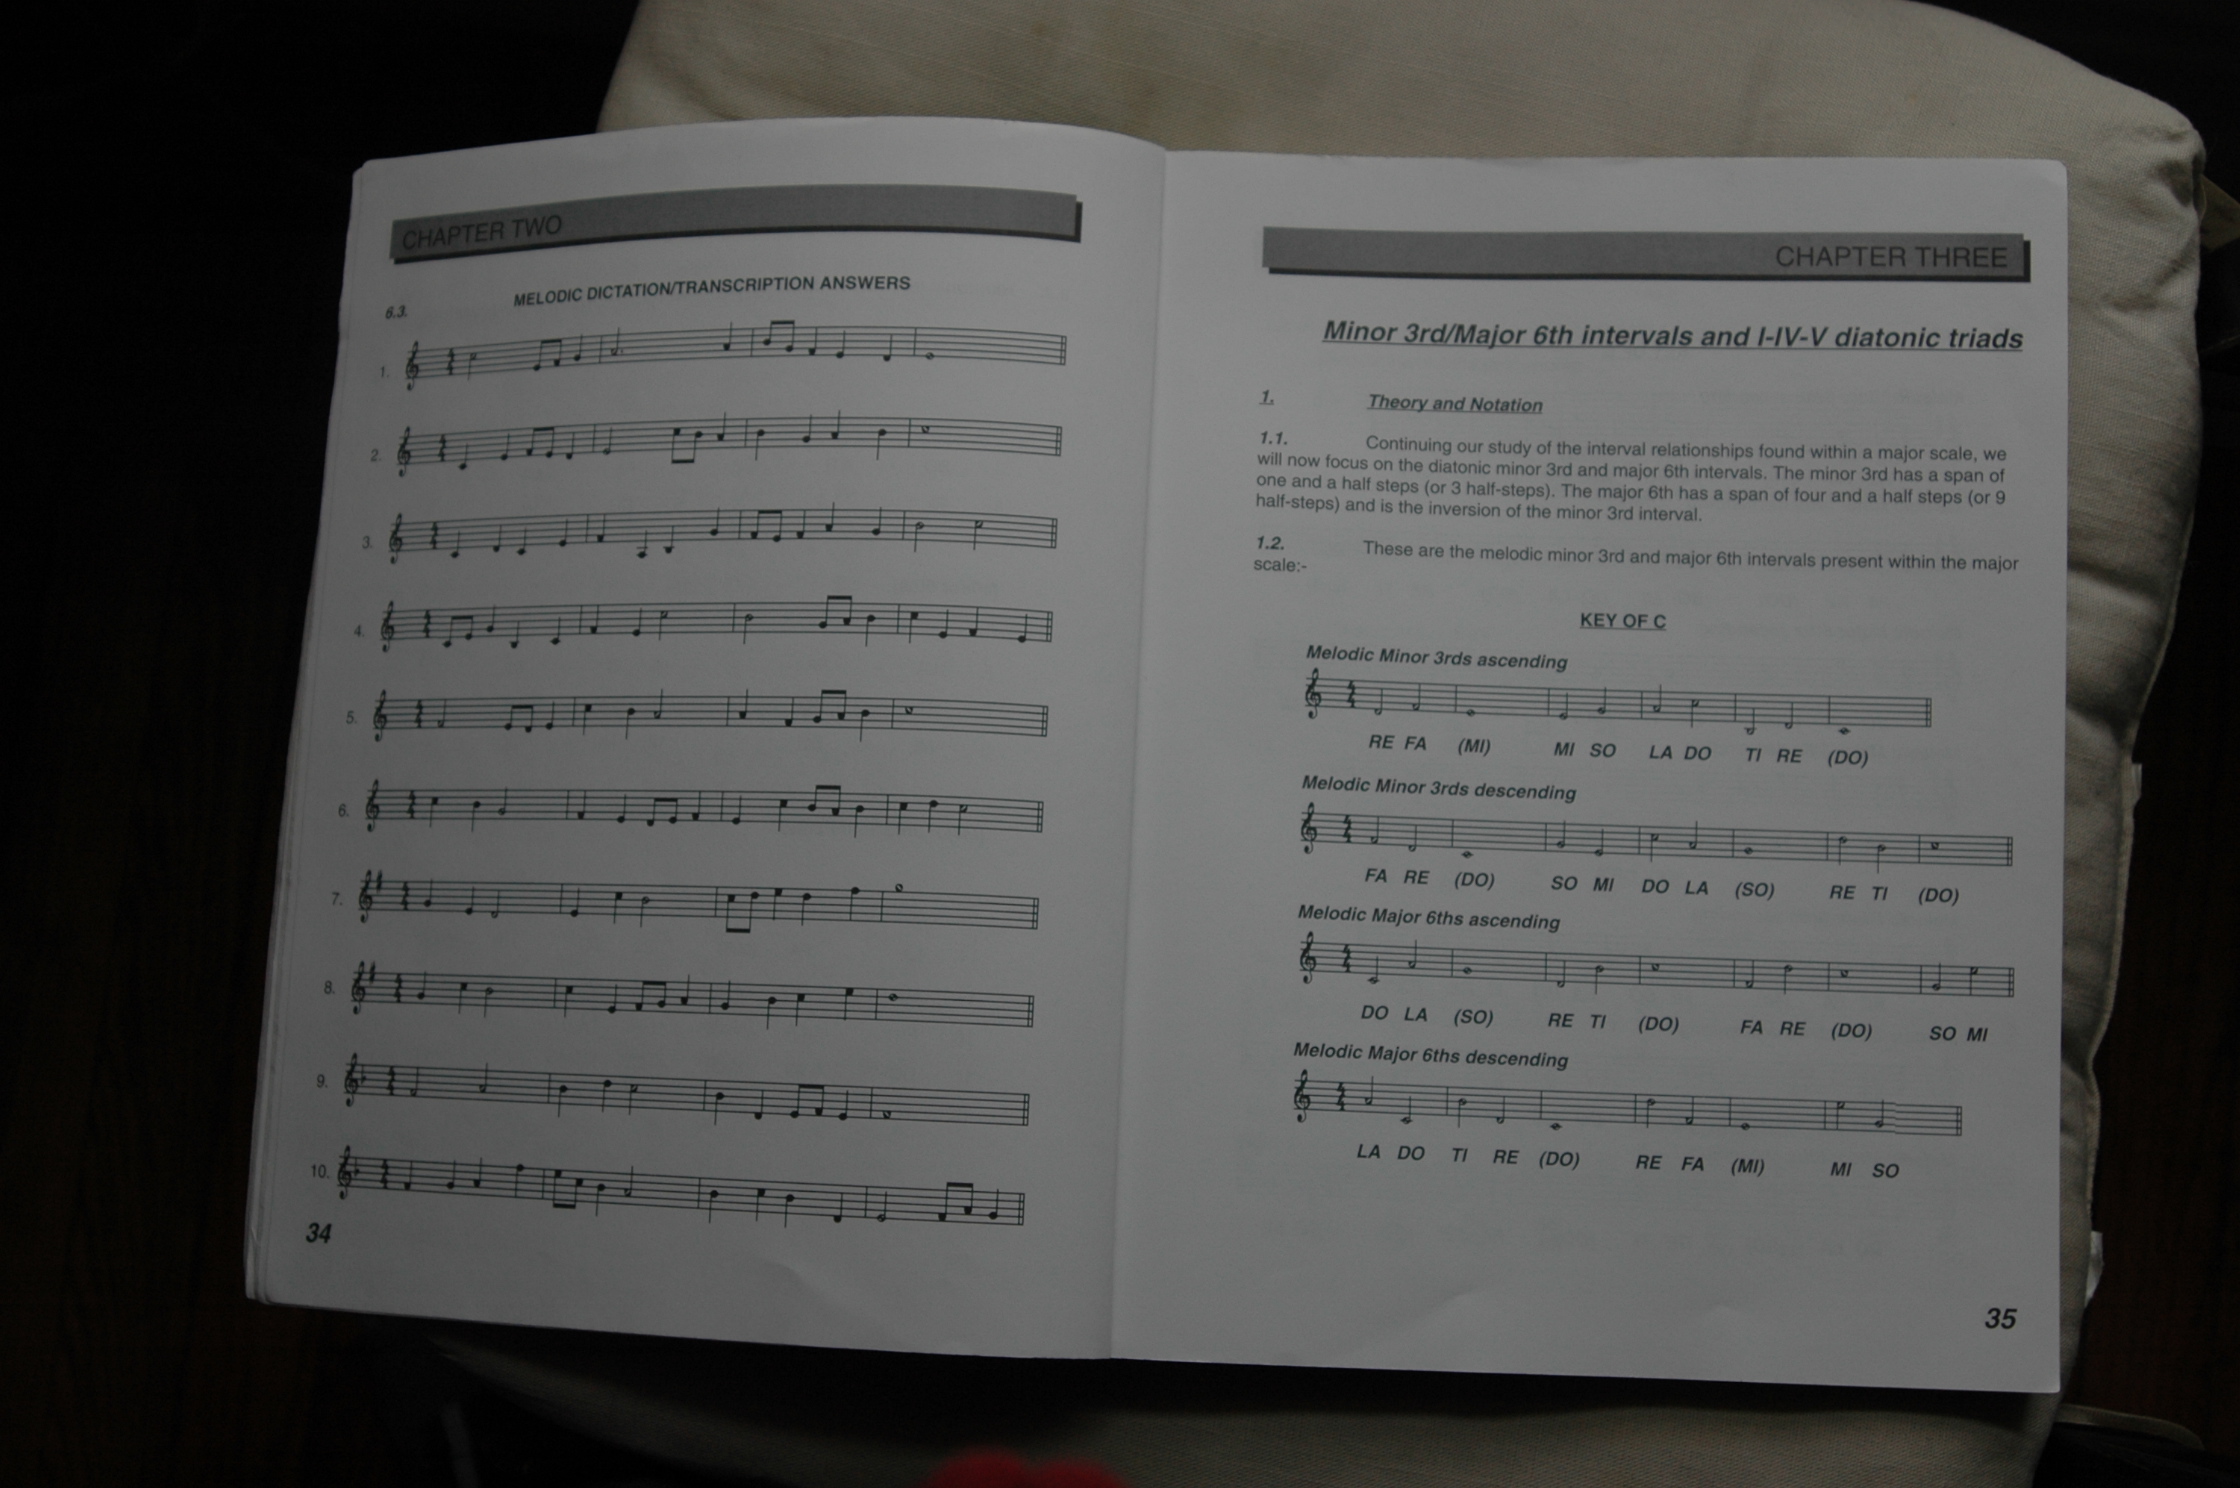 CHAPTER TWO
MELODIC DICTATION/TRANSCRIPTION ANSWERS
6.3.
1.
2.
3.
4.
5.
6.
7.
8.
9.
10.
34
CHAPTER THREE
Minor 3rd/Major 6th intervals and I-IV-V diatonic triads
1. Theory and Notation
1.1. Continuing our study of the interval relationships found within a major scale, we
will now focus on the diatonic minor 3rd and major 6th intervals. The minor 3rd has a span of
one and a half steps (or 3 half-steps). The major 6th has a span of four and a half steps (or 9
half-steps) and is the inversion of the minor 3rd interval.
1.2. These are the melodic minor 3rd and major 6th intervals present within the major
scale:-
KEY OF C
Melodic Minor 3rds ascending
RE FA (MI) MI SO LA DO TI RE (DO)
Melodic Minor 3rds descending
FA RE (DO) SO MI DO LA (SO) RE TI (DO)
Melodic Major 6ths ascending
DO LA (SO) RE TI (DO) FA RE (DO) SO MI
Melodic Major 6ths descending
LA DO TI RE (DO) RE FA (MI) MI SO
35